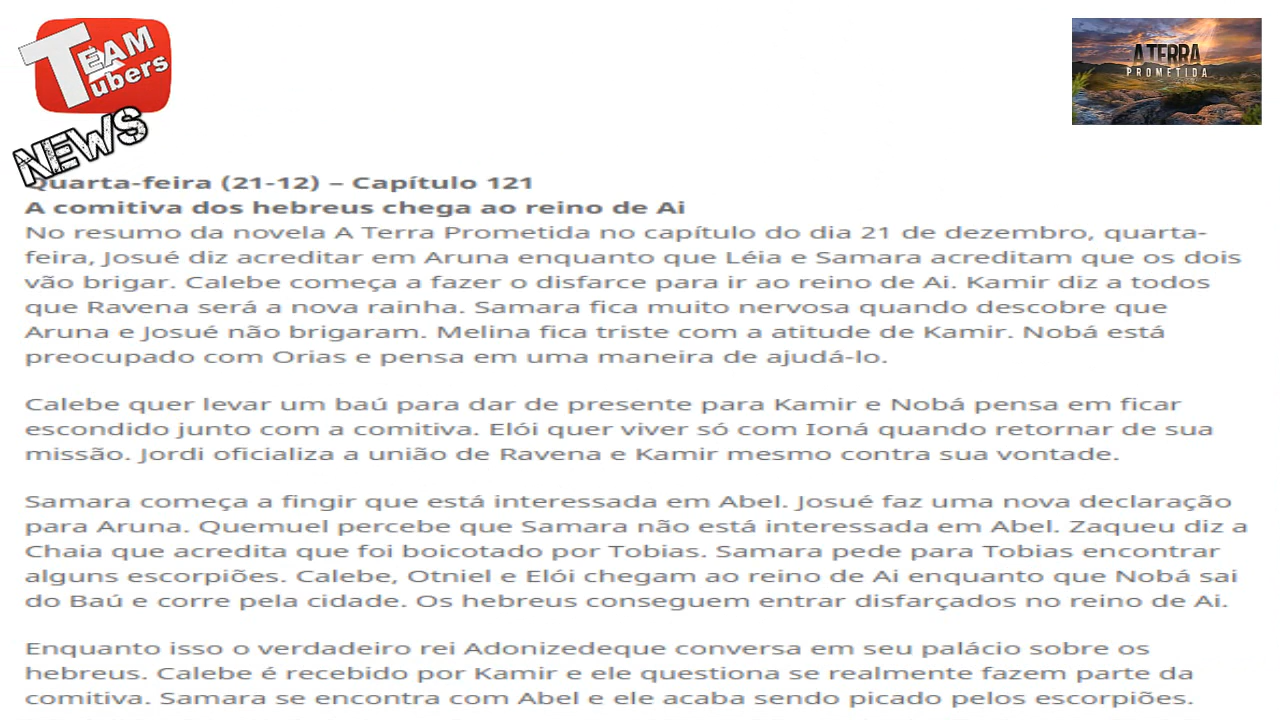 TEAM
Tubers
NEWS
A TERRA
PROMETIDA
Quarta-feira (21-12) – Capítulo 121
A comitiva dos hebreus chega ao reino de Ai
No resumo da novela A Terra Prometida no capítulo do dia 21 de dezembro, quarta-
feira, Josué diz acreditar em Aruna enquanto que Léia e Samara acreditam que os dois
vão brigar. Calebe começa a fazer o disfarce para ir ao reino de Ai. Kamir diz a todos
que Ravena será a nova rainha. Samara fica muito nervosa quando descobre que
Aruna e Josué não brigaram. Melina fica triste com a atitude de Kamir. Nobá está
preocupado com Orias e pensa em uma maneira de ajudá-lo.
Calebe quer levar um baú para dar de presente para Kamir e Nobá pensa em ficar
escondido junto com a comitiva. Elói quer viver só com Ioná quando retornar de sua
missão. Jordi oficializa a união de Ravena e Kamir mesmo contra sua vontade.
Samara começa a fingir que está interessada em Abel. Josué faz uma nova declaração
para Aruna. Quemuel percebe que Samara não está interessada em Abel. Zaqueu diz a
Chaia que acredita que foi boicotado por Tobias. Samara pede para Tobias encontrar
alguns escorpiões. Calebe, Otniel e Elói chegam ao reino de Ai enquanto que Nobá sai
do Baú e corre pela cidade. Os hebreus conseguem entrar disfarçados no reino de Ai.
Enquanto isso o verdadeiro rei Adonizedeque conversa em seu palácio sobre os
hebreus. Calebe é recebido por Kamir e ele questiona se realmente fazem parte da
comitiva. Samara se encontra com Abel e ele acaba sendo picado pelos escorpiões.